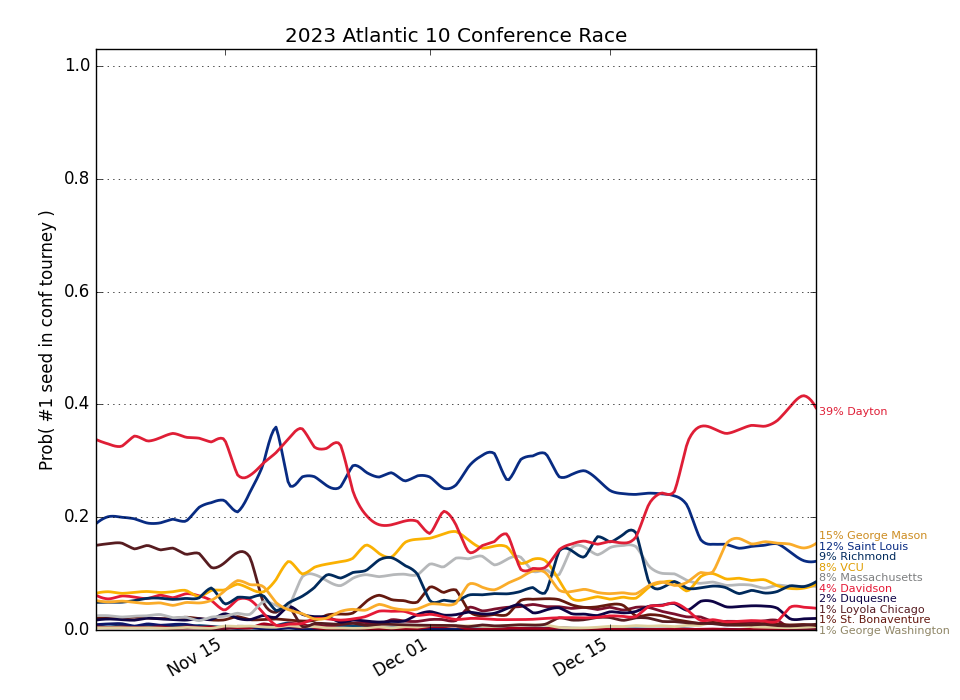 2023 Atlantic 10 Conference Race
Prob( #1 seed in conf tourney )
1.0
0.8
0.6
0.4
0.2
0.0
Nov 15
Dec 01
Dec 15
39% Dayton
15% George Mason
12% Saint Louis
9% Richmond
8% VCU
8% Massachusetts
4% Davidson
2% Duquesne
1% Loyola Chicago
1% St. Bonaventure
1% George Washington